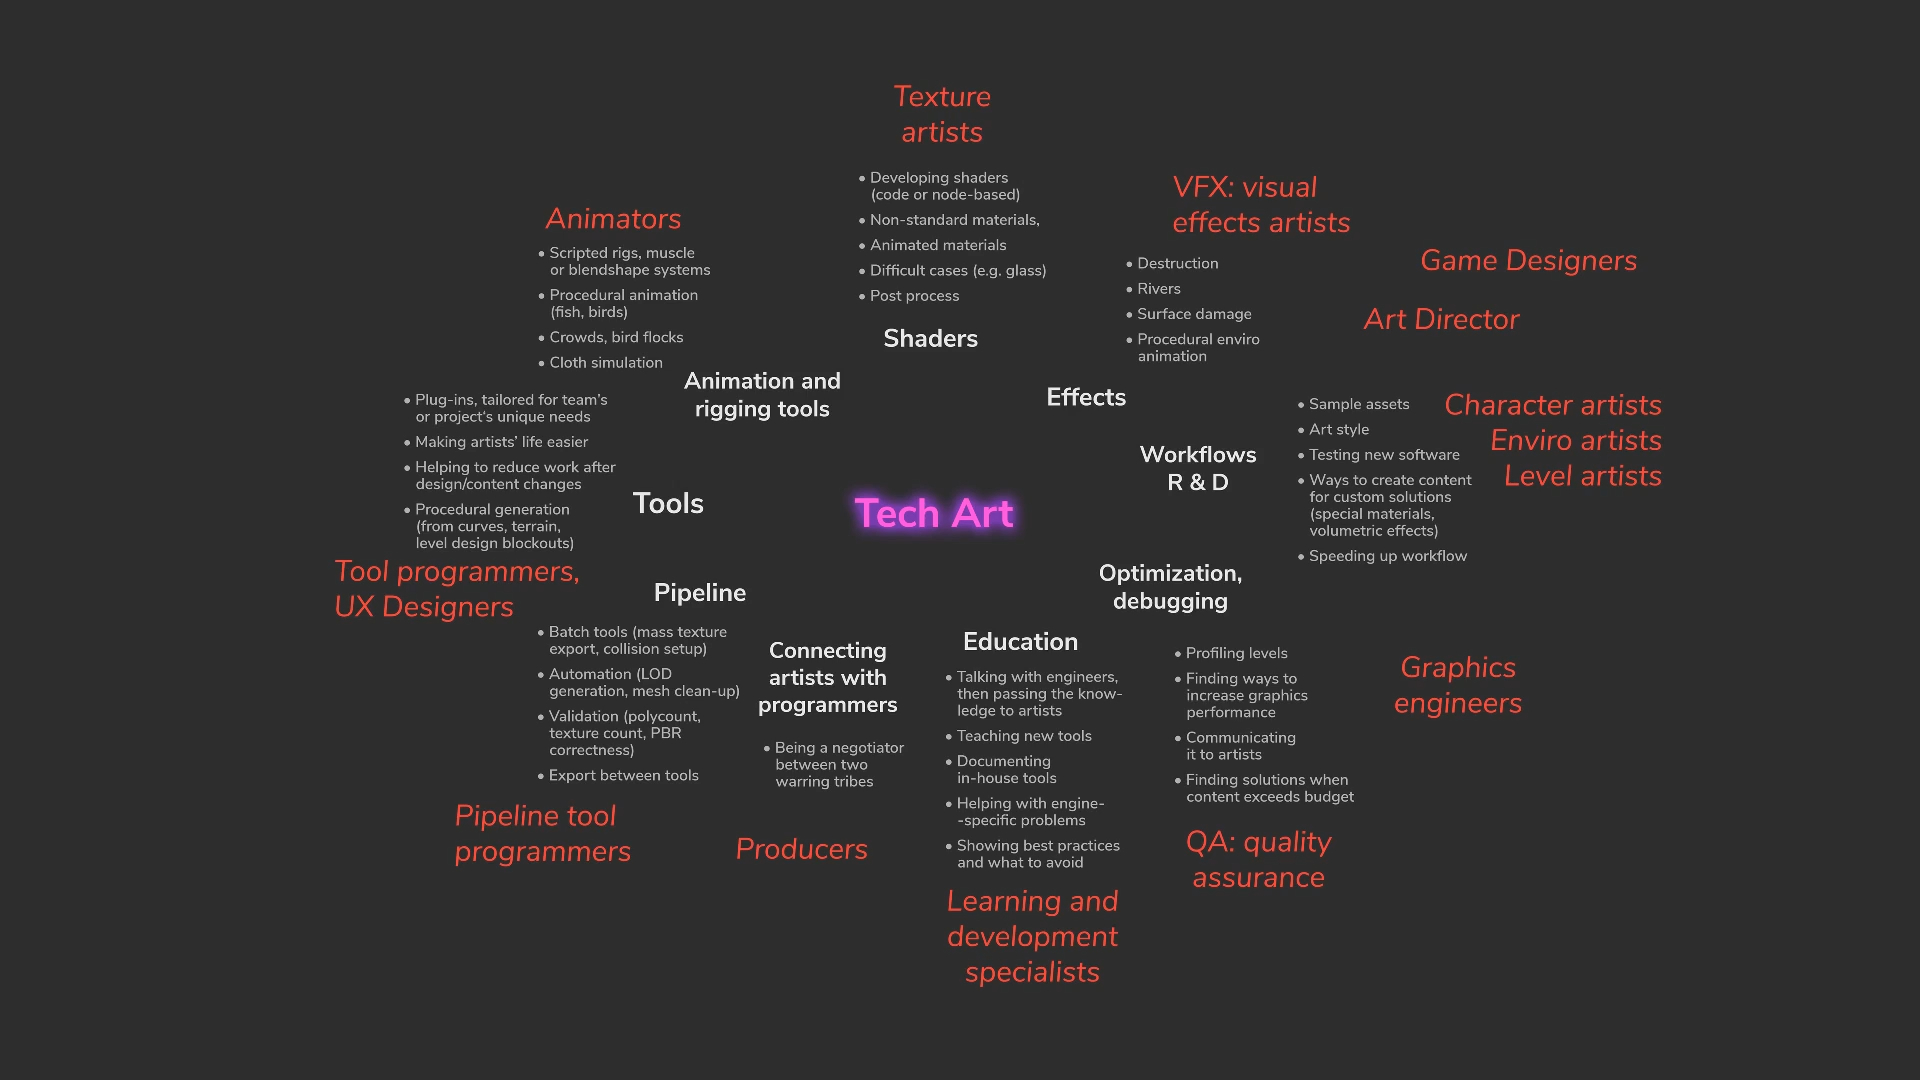 Texture
artists
• Developing shaders
(code or node-based)
• Non-standard materials,
• Animated materials
• Difficult cases (e.g. glass)
• Post process
Shaders
VFX: visual
effects artists
• Destruction
• Rivers
• Surface damage
• Procedural enviro
animation
Effects
Game Designers
Art Director
Animators
• Scripted rigs, muscle
or blendshape systems
• Procedural animation
(fish, birds)
• Crowds, bird flocks
• Cloth simulation
Animation and
rigging tools
• Plug-ins, tailored for team's
or project's unique needs
• Making artists' life easier
• Helping to reduce work after
design/content changes
• Procedural generation
(from curves, terrain,
level design blockouts)
Tools
Tool programmers,
UX Designers
Tech Art
Workflows
R & D
• Sample assets
• Art style
• Testing new software
• Ways to create content
for custom solutions
(special materials,
volumetric effects)
• Speeding up workflow
Character artists
Enviro artists
Level artists
Pipeline
• Batch tools (mass texture
export, collision setup)
• Automation (LOD
generation, mesh clean-up)
• Validation (polycount,
texture count, PBR
correctness)
• Export between tools
Pipeline tool
programmers
Connecting
artists with
programmers
• Being a negotiator
between two
warring tribes
Producers
Education
• Talking with engineers,
then passing the know-
ledge to artists
• Teaching new tools
• Documenting
in-house tools
• Helping with engine-
-specific problems
• Showing best practices
and what to avoid
Learning and
development
specialists
Optimization,
debugging
• Profiling levels
• Finding ways to
increase graphics
performance
• Communicating
it to artists
• Finding solutions when
content exceeds budget
Graphics
engineers
QA: quality
assurance